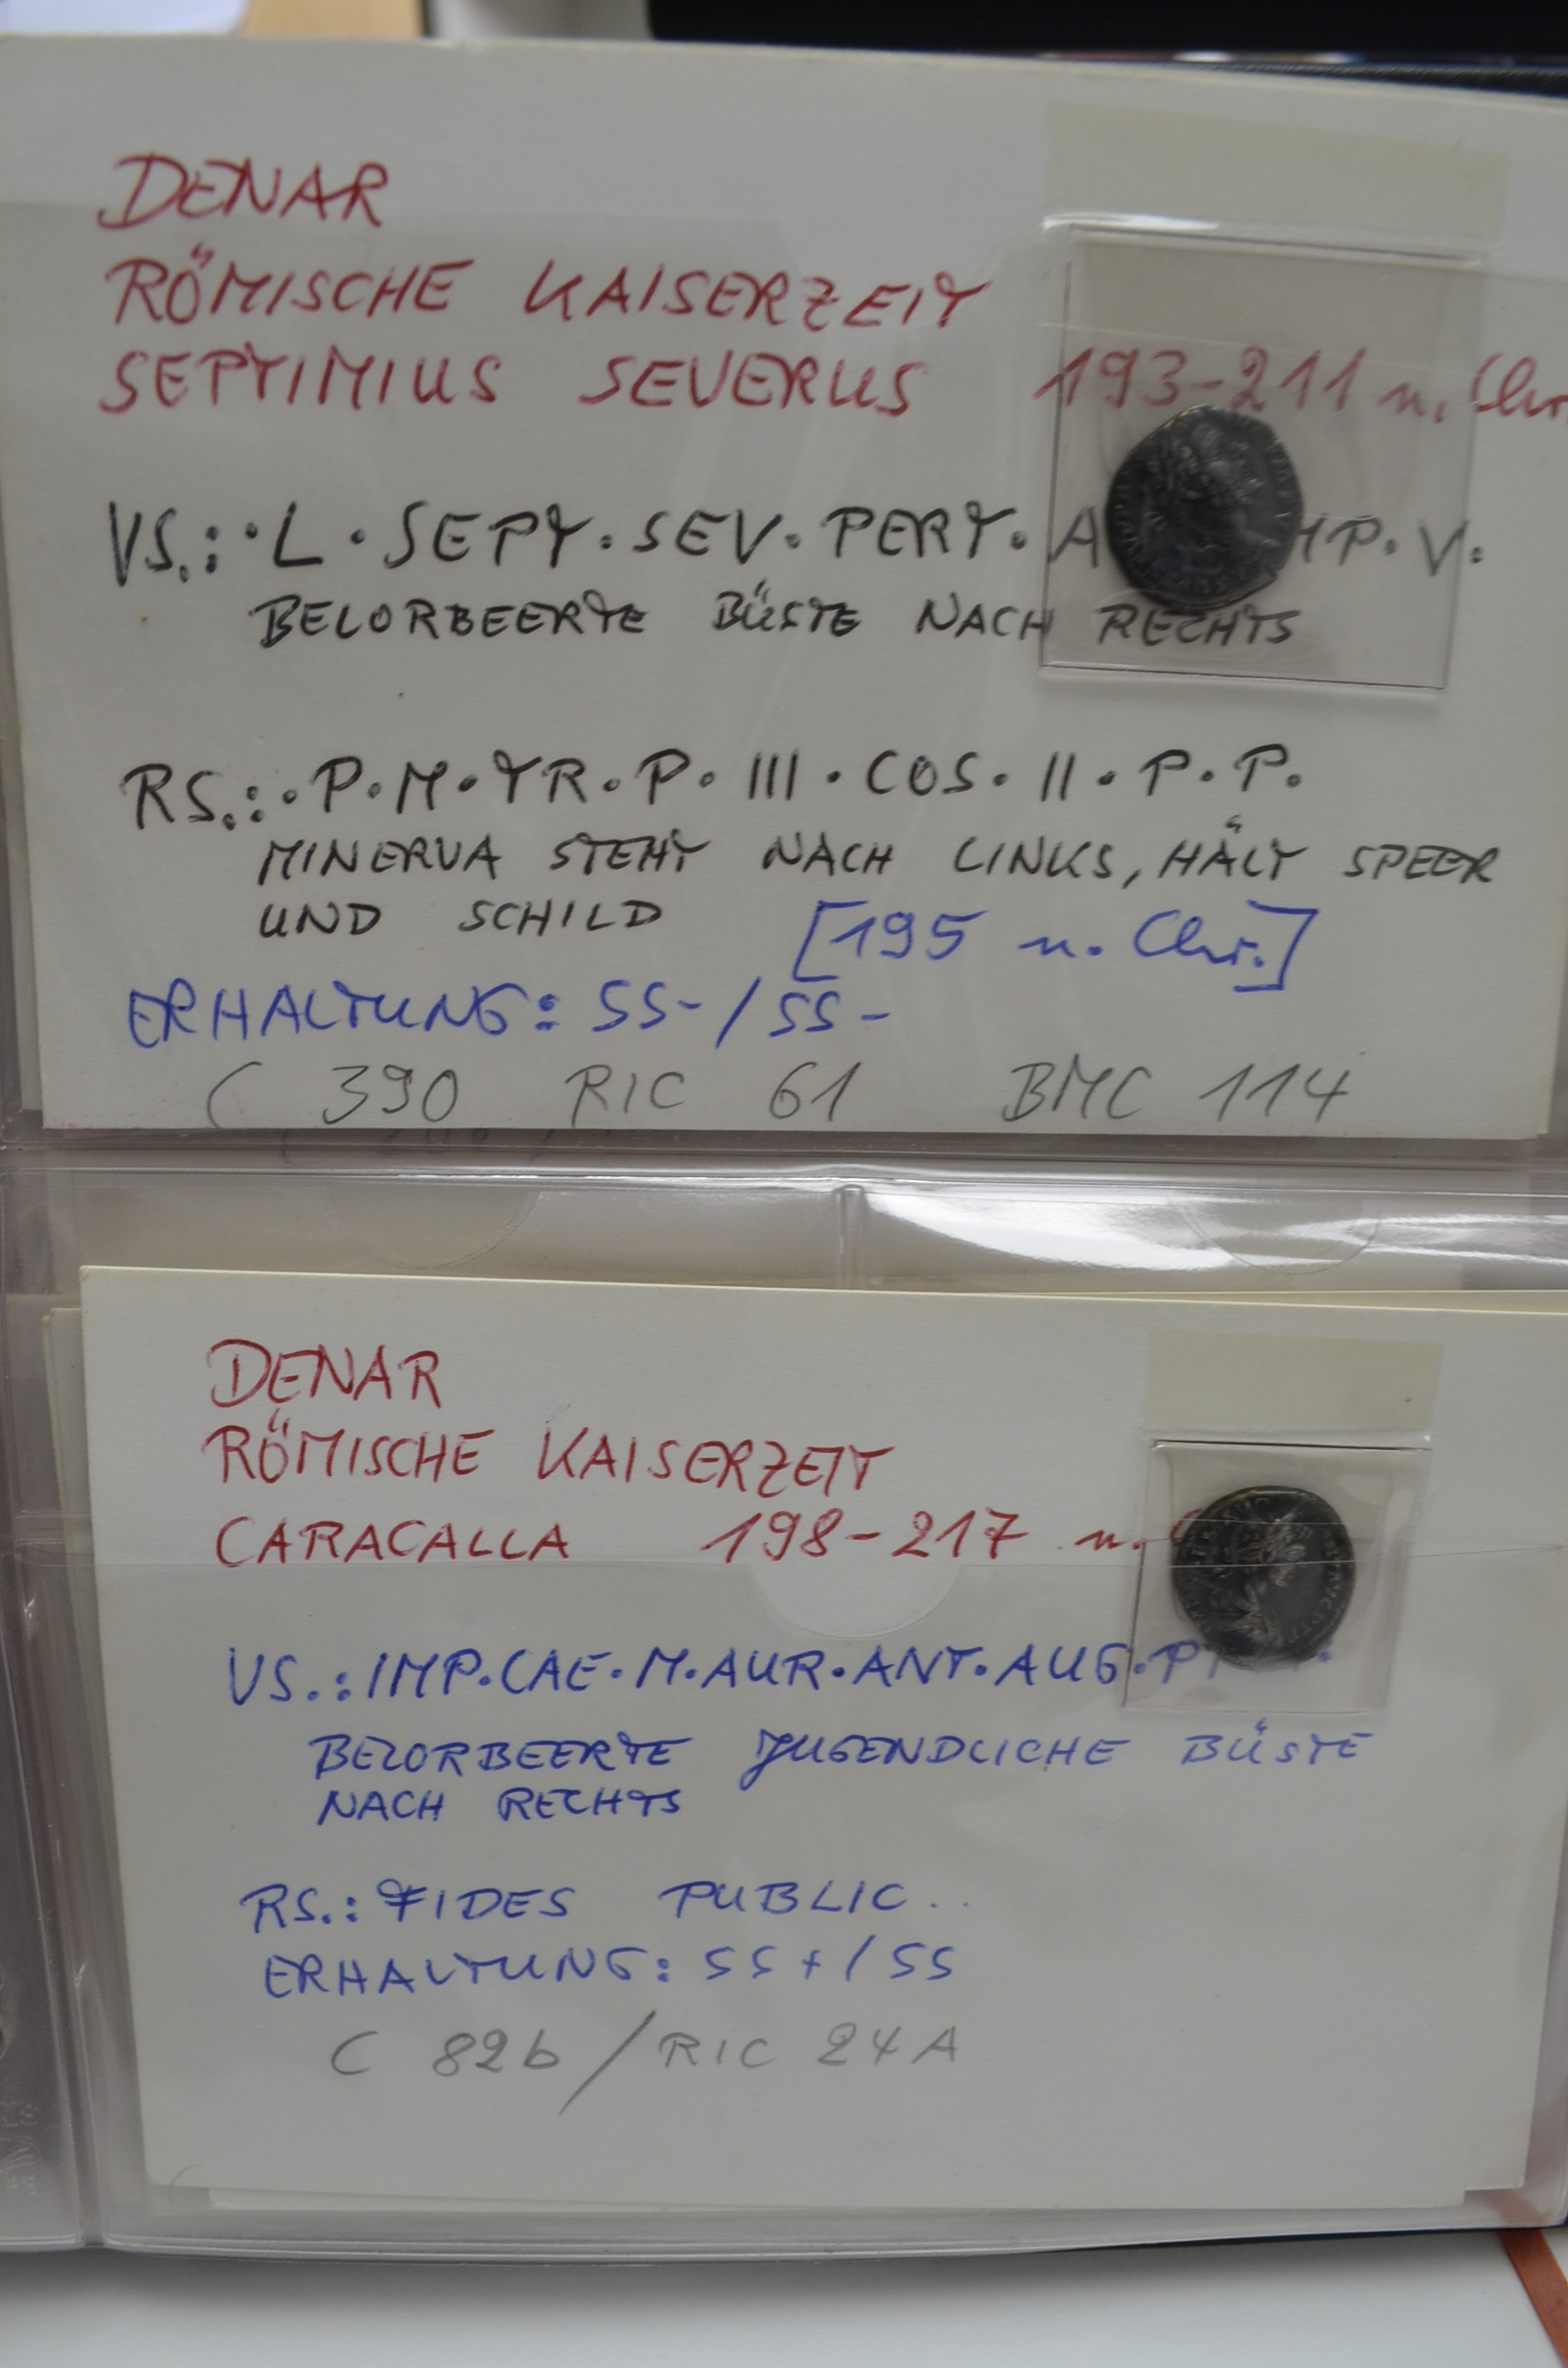 DENAR
RÖMISCHE KAISERZEIT
SEPTIMIUS SEVERUS 193-211 n. Chr.
VS.: ·L·SEPT·SEV·PERT· MP·V·
BELORBEERTE BÜSTE NACH RECHTS
RS.: ·P·M·TR·P·III·COS·II·P·P·
MINERVA STEHT NACH LINKS, HÄLT SPEER
UND SCHILD [195 n. Chr.]
ERHALTUNG: SS-/SS-
C 390 RIC 61 BMC 114
DENAR
RÖMISCHE KAISERZEIT
CARACALLA 198-217 n.
VS.: IMP·CAE·M·AUR·ANT·AUG·
BELORBEERTE JUGENDLICHE BÜSTE
NACH RECHTS
RS.: FIDES PUBLIC..
ERHALTUNG: SS+/SS
C 82b / RIC 24A